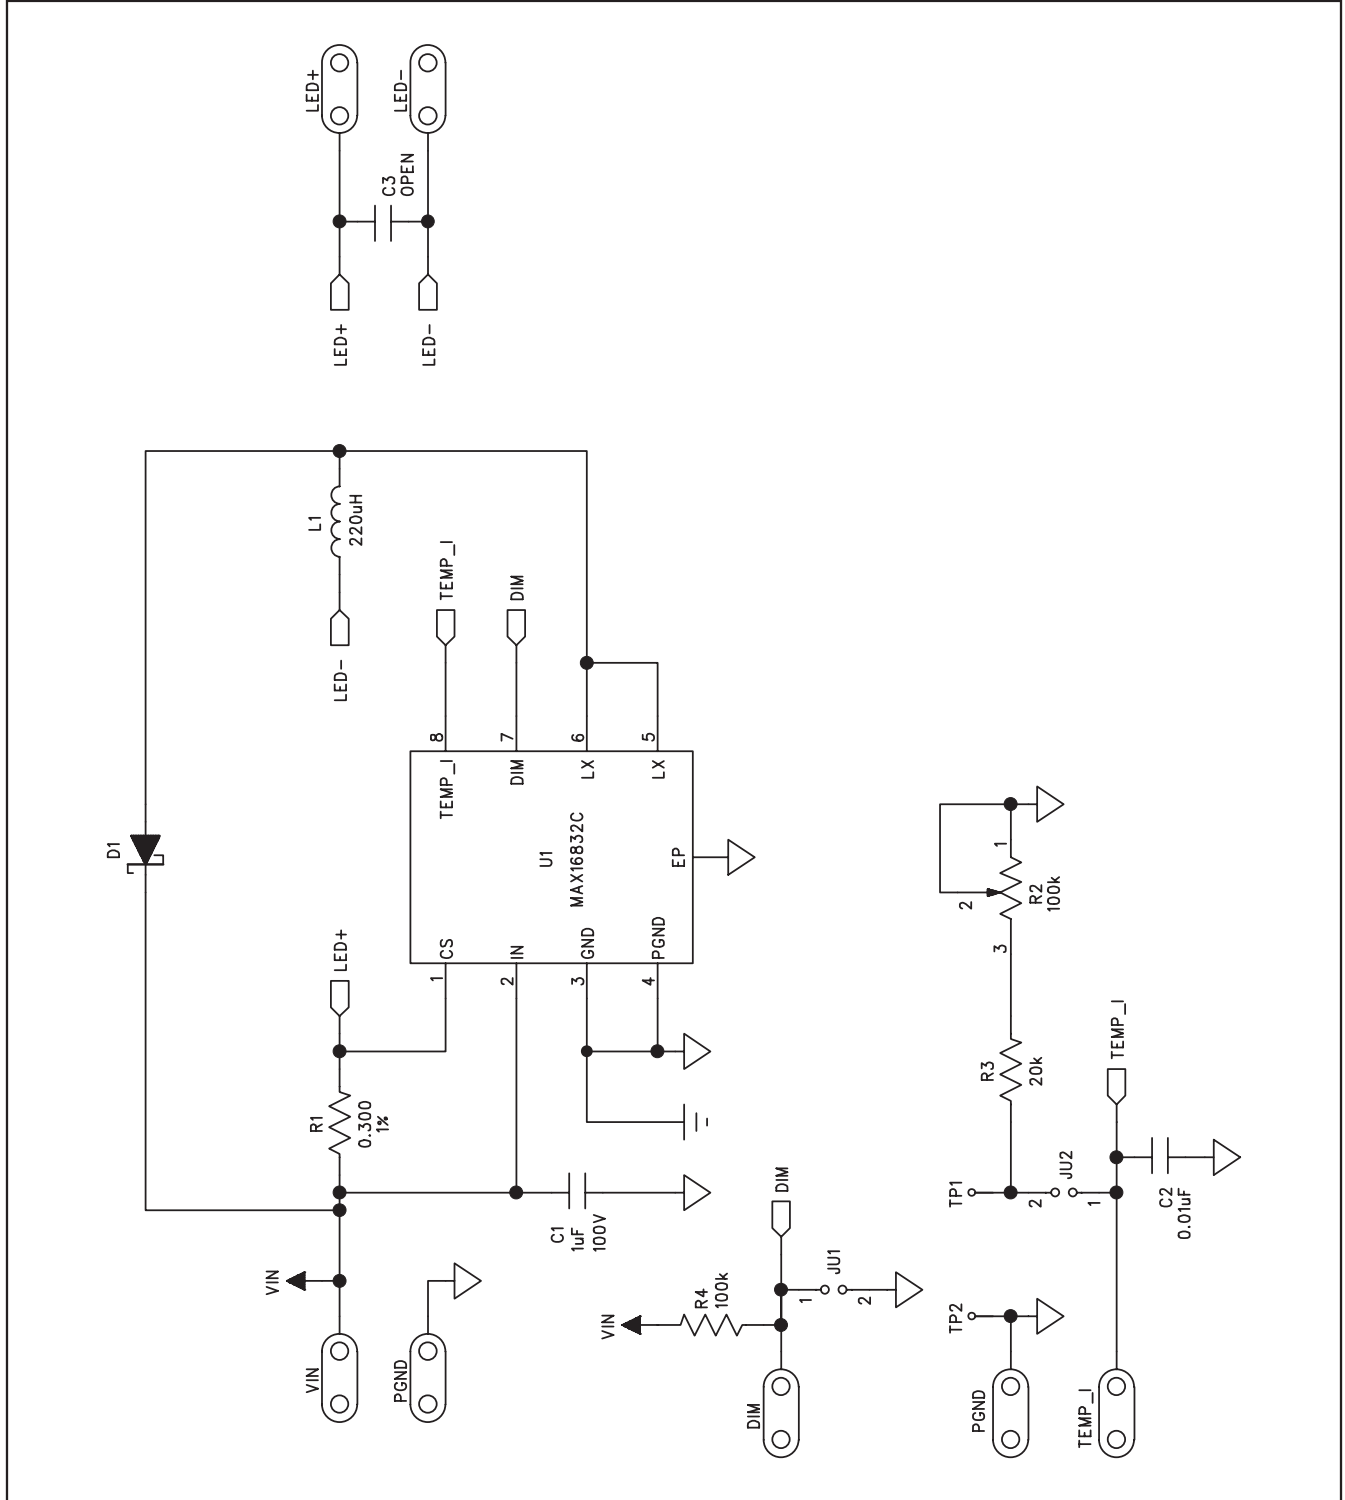 VIN
PGND
VIN
D1
R1
0.300
1%
LED+
C1
1uF
100V
1
CS
2
IN
3
GND
4
PGND
U1
MAX16832C
EP
8
TEMP_I
7
DIM
6
LX
5
LX
TEMP_I
DIM
LED-
L1
220uH
LED+
LED-
C3
OPEN
LED+
LED-
DIM
VIN
R4
100k
DIM
1
JU1
2
PGND
TP2
TEMP_I
TP1
2
JU2
1
C2
0.01uF
TEMP_I
R3
20k
3
R2
100k
2
1